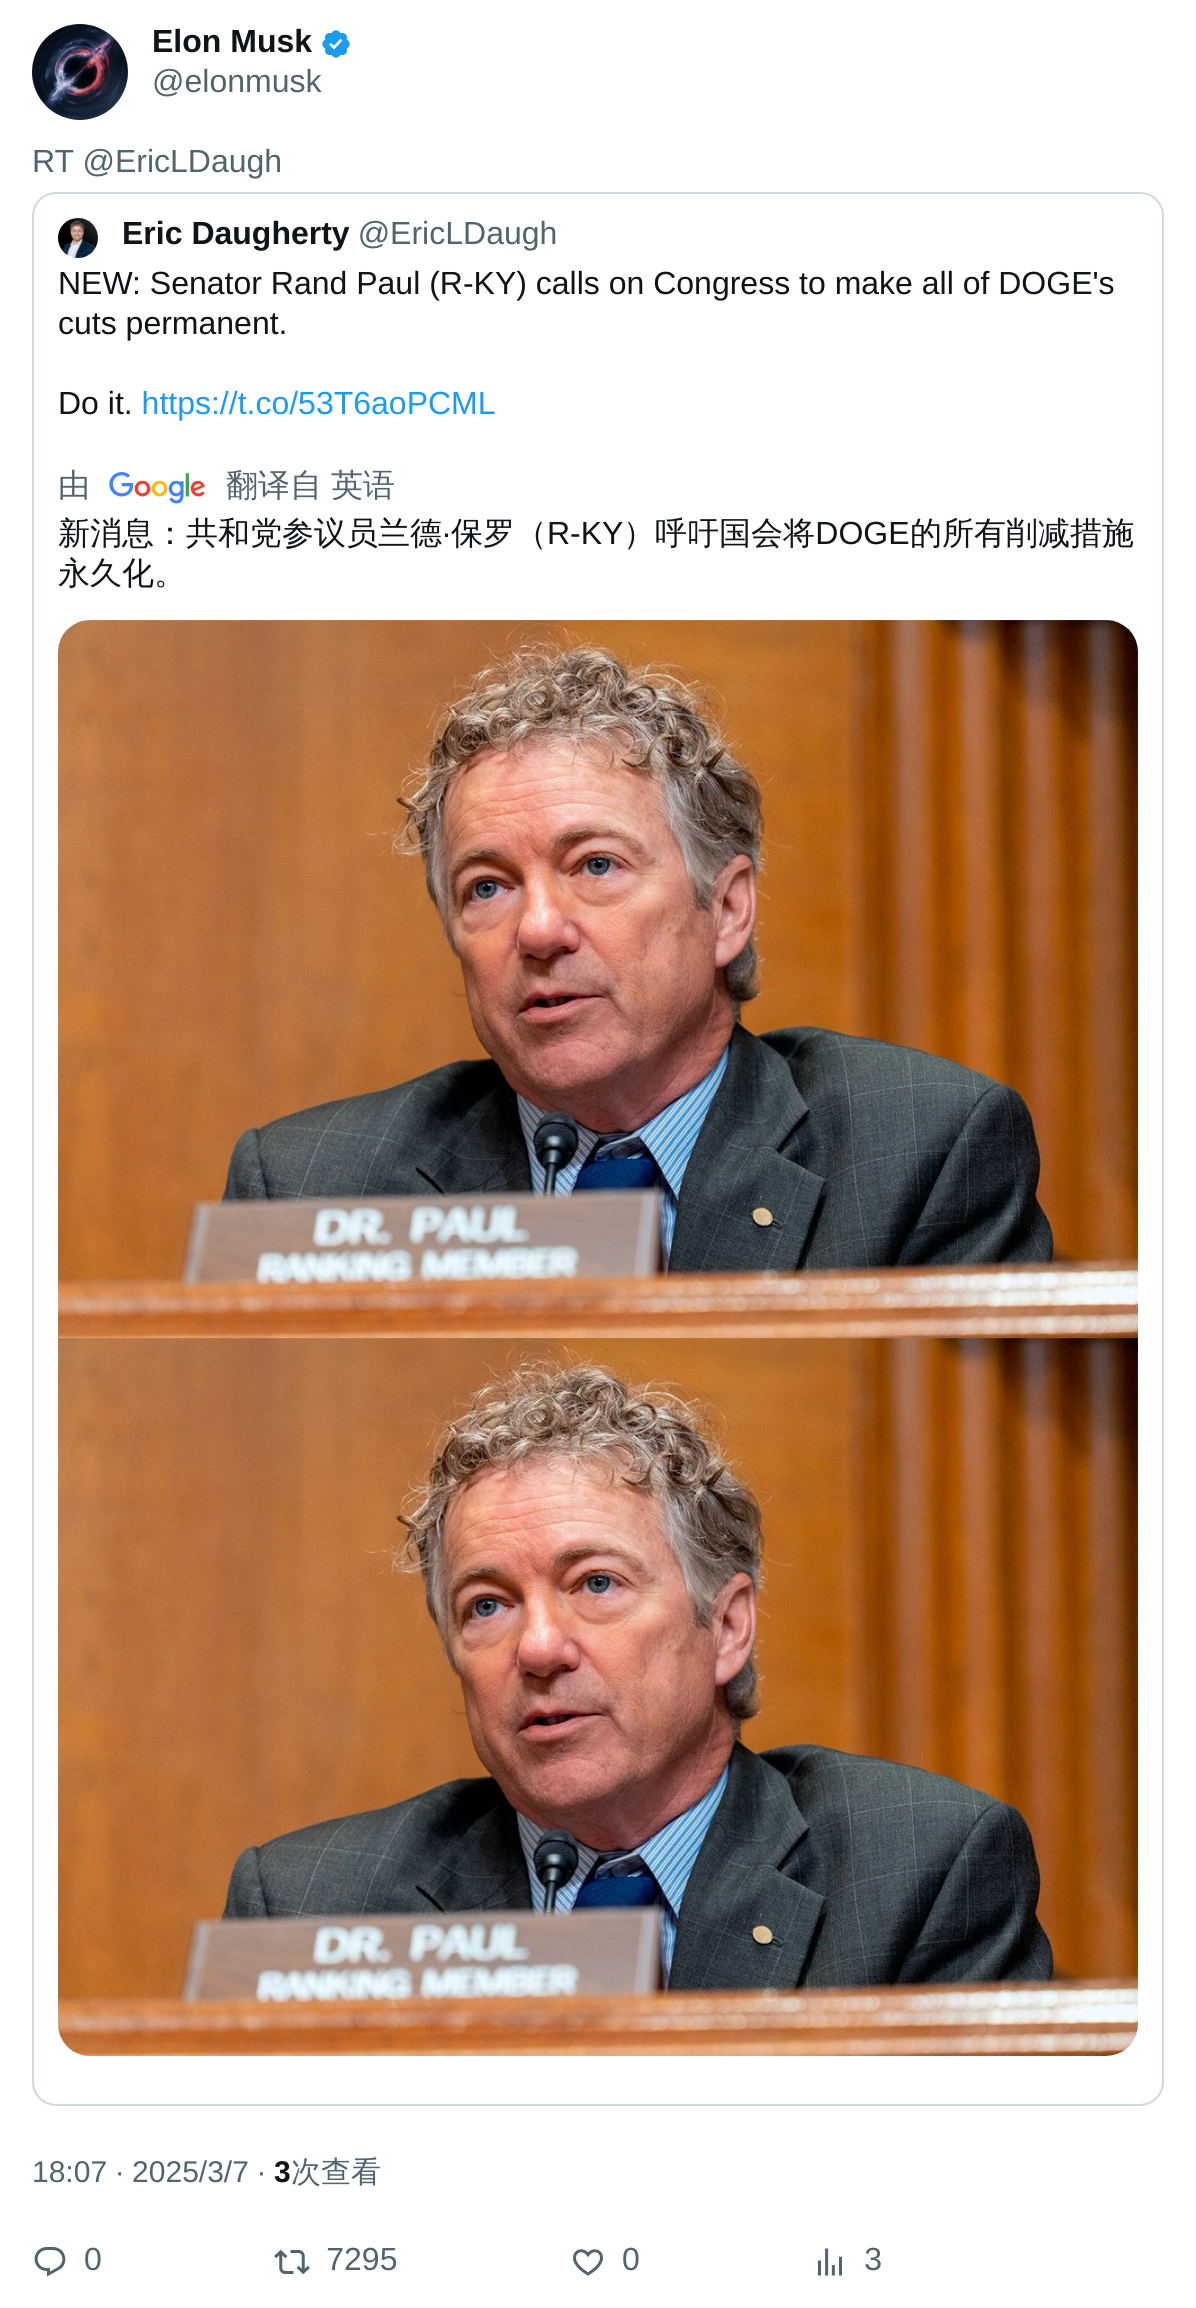 Elon Musk
@elonmusk
RT @EricLDaugh
Eric Daugherty @EricLDaugh
NEW: Senator Rand Paul (R-KY) calls on Congress to make all of DOGE's
cuts permanent.
Do it. https://t.co/53T6aoPCML
由 Google 翻译自 英语
新消息：共和党参议员兰德·保罗（R-KY）呼吁国会将DOGE的所有削减措施
永久化。
DR. PAUL
RANKING MEMBER
DR. PAUL
RANKING MEMBER
18:07 · 2025/3/7 · 3次查看
0 7295 0 3